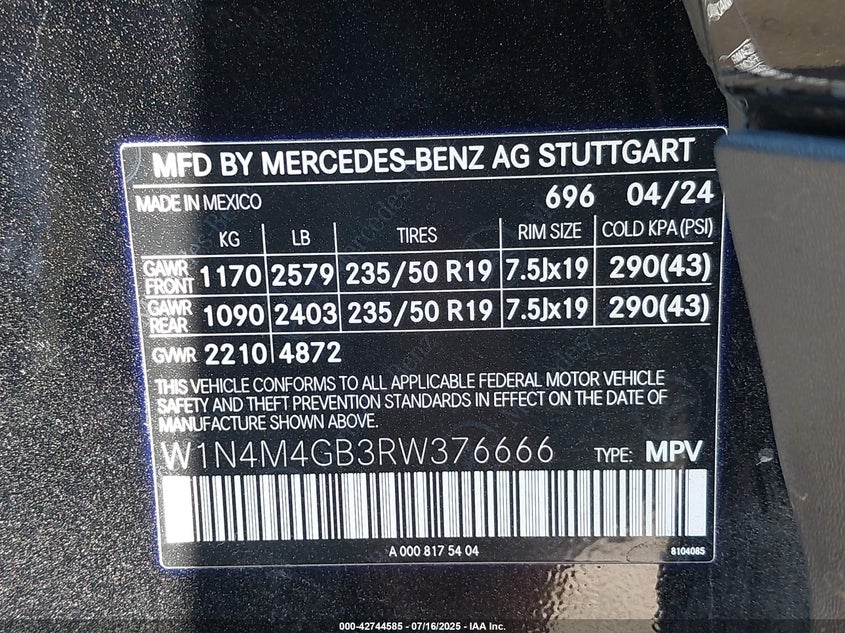 MFD BY MERCEDES-BENZ AG STUTTGART
MADE IN MEXICO 696 04/24
KG LB TIRES RIM SIZE COLD KPA (PSI)
GAWR FRONT 1170 2579 235/50 R19 7.5Jx19 290(43)
GAWR REAR 1090 2403 235/50 R19 7.5Jx19 290(43)
GVWR 2210 4872
THIS VEHICLE CONFORMS TO ALL APPLICABLE FEDERAL MOTOR VEHICLE
SAFETY AND THEFT PREVENTION STANDARDS IN EFFECT ON THE DATE OF
MANUFACTURE SHOWN ABOVE.
W1N4M4GB3RW376666 TYPE: MPV
A 000 817 54 04 8104085
000-42744585 - 07/16/2025 - IAA Inc.